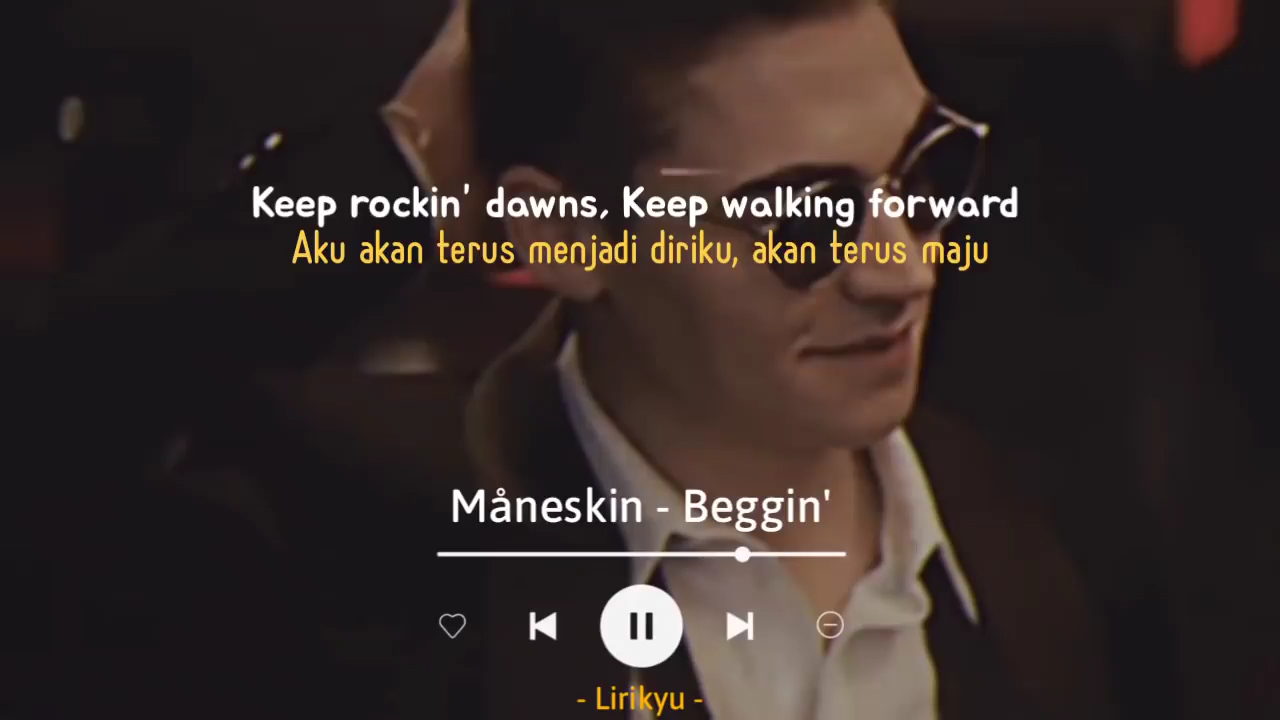 Keep rockin' dawns, Keep walking forward
Aku akan terus menjadi diriku, akan terus maju
Måneskin - Beggin'
- Lirikyu -